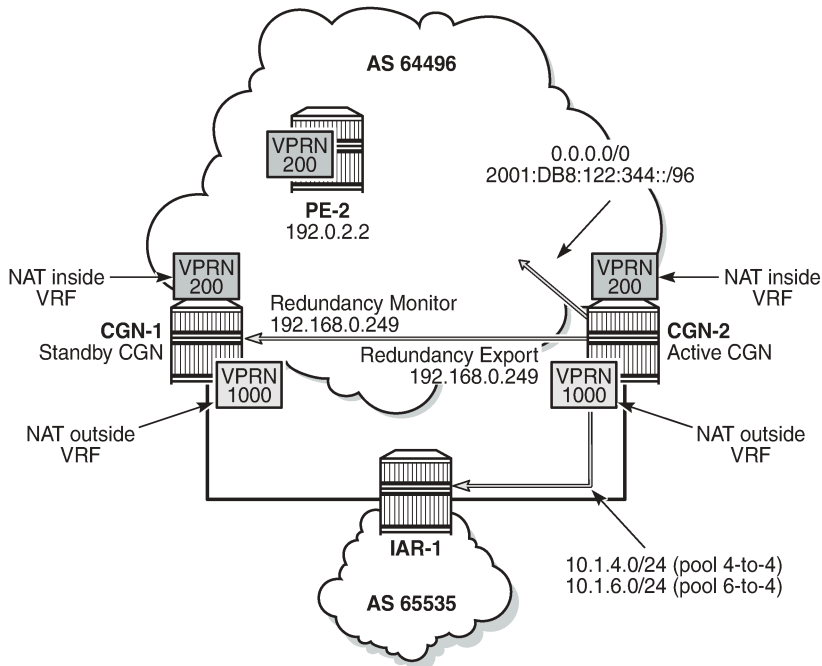 AS 64496
VPRN
200
PE-2
192.0.2.2
0.0.0.0/0
2001:DB8:122:344::/96
NAT inside
VRF
VPRN
200
VPRN
200
NAT inside
VRF
CGN-1
Standby CGN
Redundancy Monitor
192.168.0.249
Redundancy Export
192.168.0.249
CGN-2
Active CGN
VPRN
1000
VPRN
1000
NAT outside
VRF
NAT outside
VRF
IAR-1
10.1.4.0/24 (pool 4-to-4)
10.1.6.0/24 (pool 6-to-4)
AS 65535